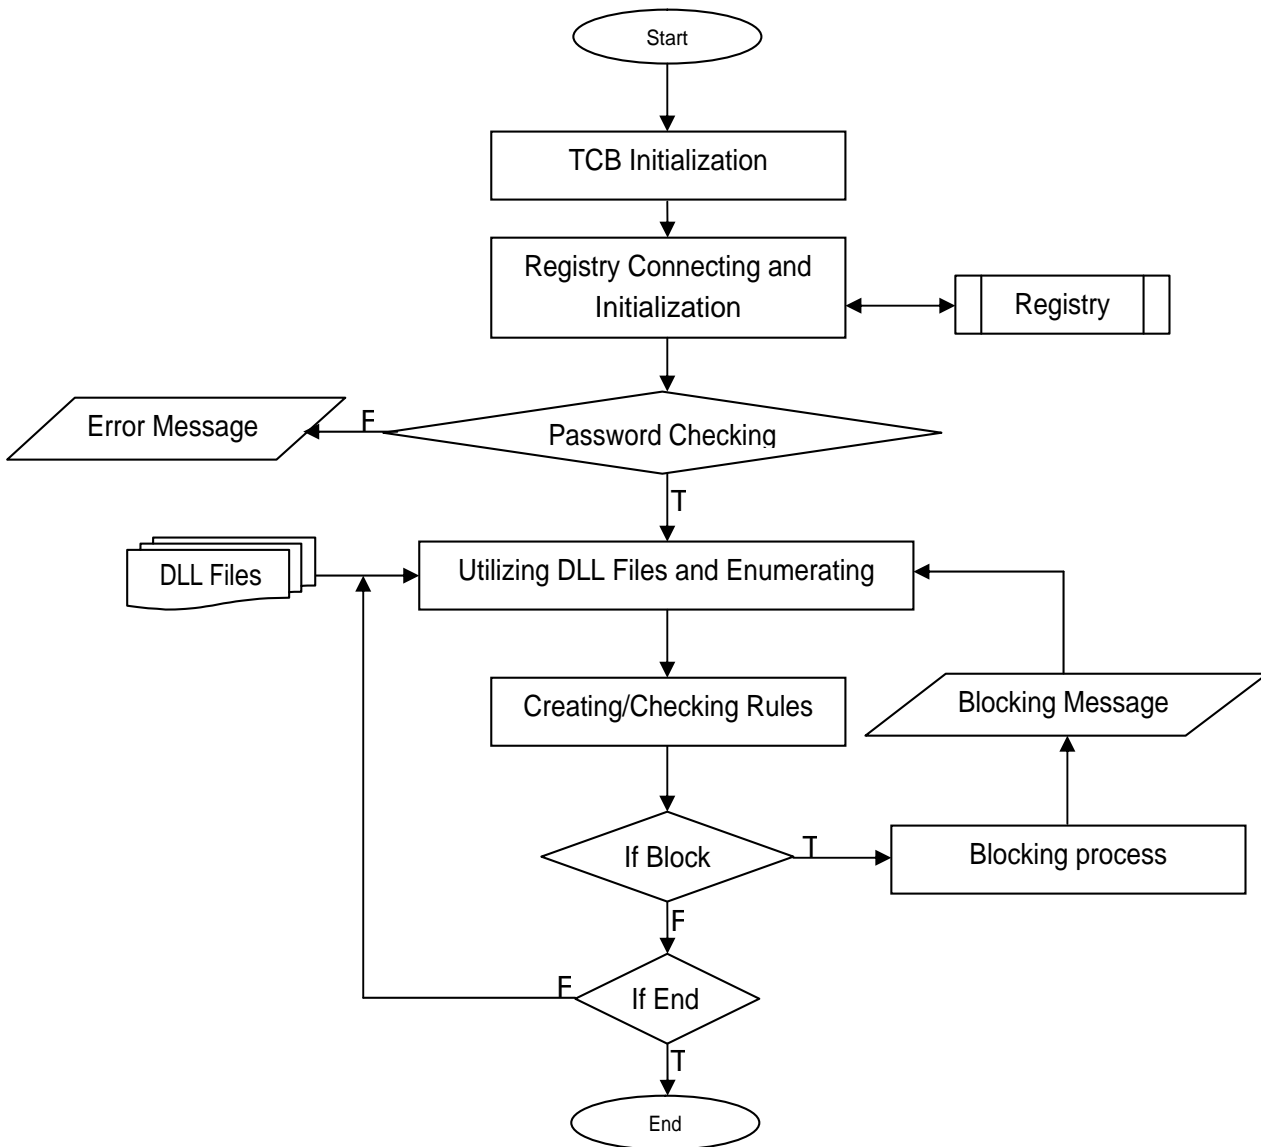 Start
TCB Initialization
Registry Connecting and
Initialization
Registry
Error Message
F
Password Checking
T
DLL Files
Utilizing DLL Files and Enumerating
Creating/Checking Rules
Blocking Message
If Block
T
Blocking process
F
F
If End
T
End